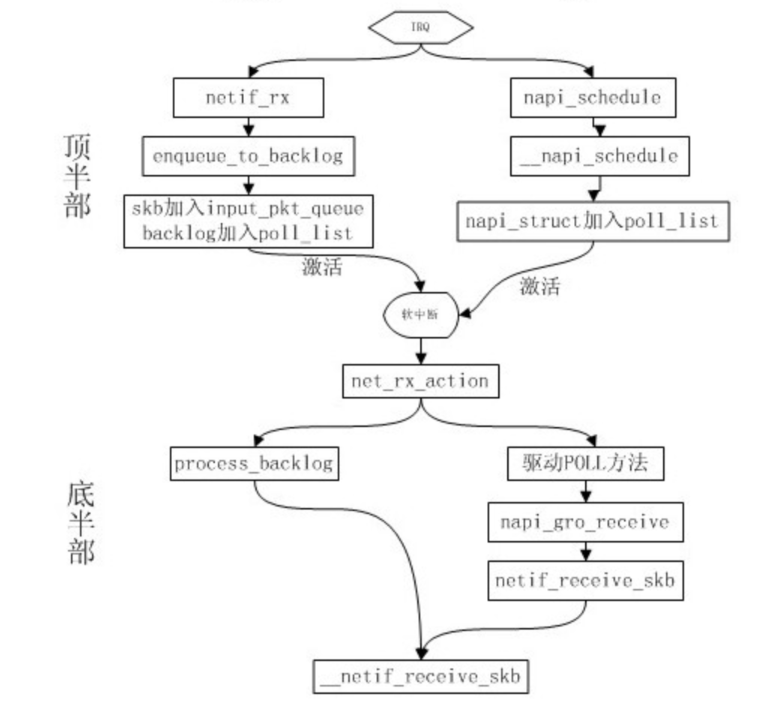 IRQ
netif_rx
napi_schedule
顶半部
enqueue_to_backlog
__napi_schedule
skb加入input_pkt_queue
backlog加入poll_list
napi_struct加入poll_list
激活
激活
软中断
net_rx_action
process_backlog
驱动POLL方法
底半部
napi_gro_receive
netif_receive_skb
__netif_receive_skb